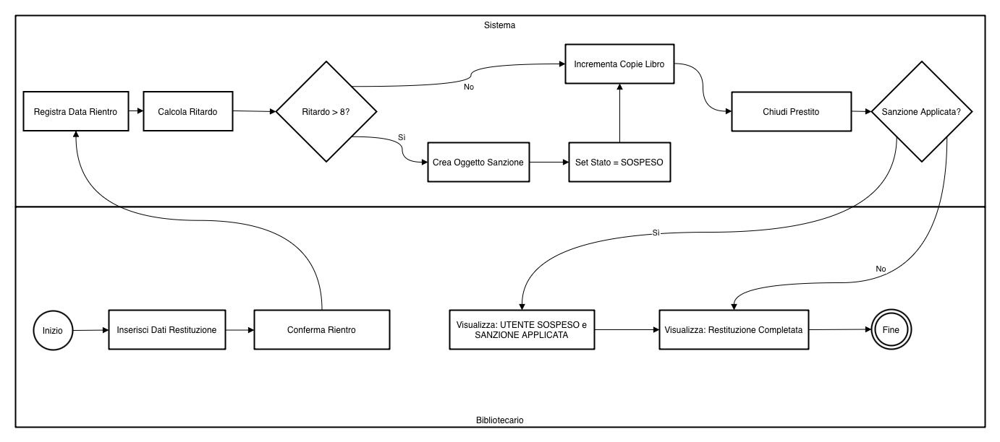 Sistema
Registra Data Rientro
Calcola Ritardo
Ritardo > 8?
No
Sì
Incrementa Copie Libro
Crea Oggetto Sanzione
Set Stato = SOSPESO
Chiudi Prestito
Sanzione Applicata?
Sì
No
Inizio
Inserisci Dati Restituzione
Conferma Rientro
Visualizza: UTENTE SOSPESO e
SANZIONE APPLICATA
Visualizza: Restituzione Completata
Fine
Bibliotecario